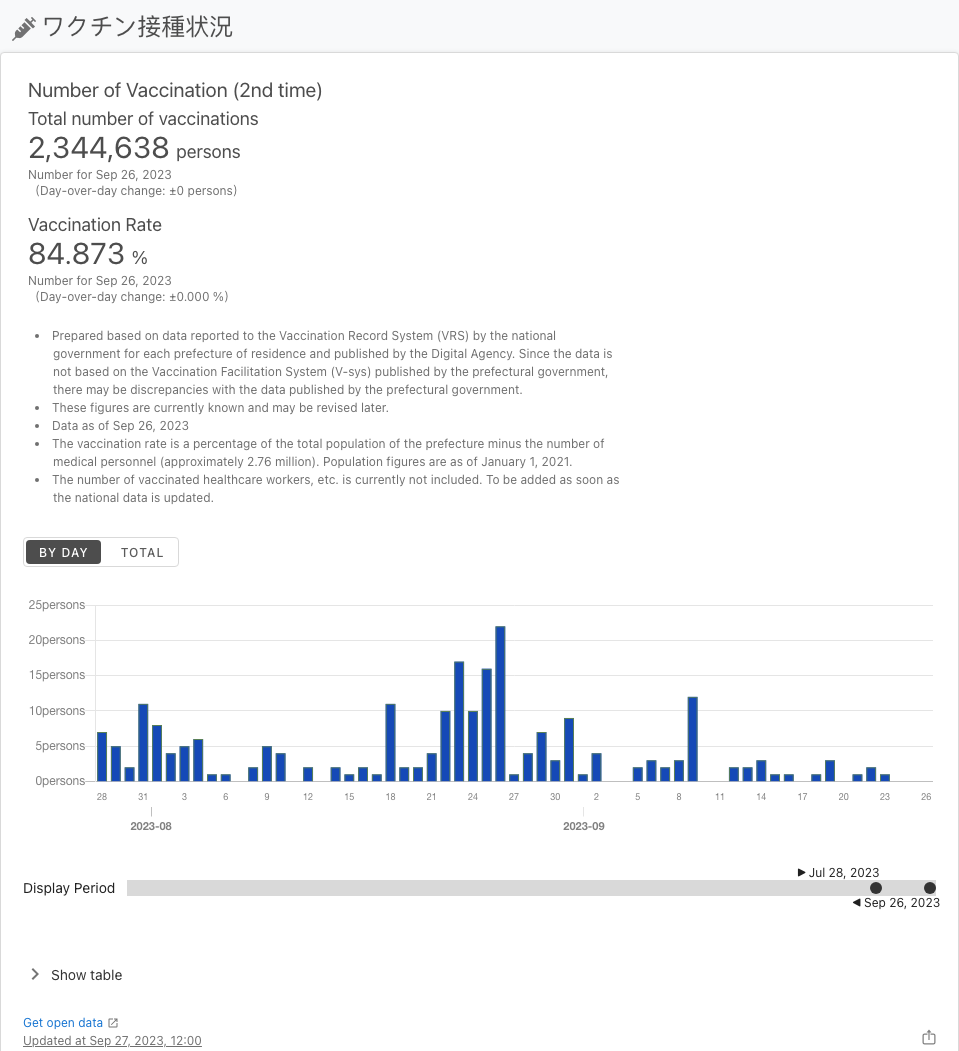 ワクチン接種状況
Number of Vaccination (2nd time)
Total number of vaccinations
2,344,638 persons
Number for Sep 26, 2023
(Day-over-day change: ±0 persons)
Vaccination Rate
84.873 %
Number for Sep 26, 2023
(Day-over-day change: ±0.000 %)
• Prepared based on data reported to the Vaccination Record System (VRS) by the national
government for each prefecture of residence and published by the Digital Agency. Since the data is
not based on the Vaccination Facilitation System (V-sys) published by the prefectural government,
there may be discrepancies with the data published by the prefectural government.
• These figures are currently known and may be revised later.
• Data as of Sep 26, 2023
• The vaccination rate is a percentage of the total population of the prefecture minus the number of
medical personnel (approximately 2.76 million). Population figures are as of January 1, 2021.
• The number of vaccinated healthcare workers, etc. is currently not included. To be added as soon as
the national data is updated.
BY DAY TOTAL
25persons
20persons
15persons
10persons
5persons
0persons
28 31 3 6 9 12 15 18 21 24 27 30 2 5 8 11 14 17 20 23 26
2023-08 2023-09
Jul 28, 2023
Display Period
Sep 26, 2023
Show table
Get open data
Updated at Sep 27, 2023, 12:00